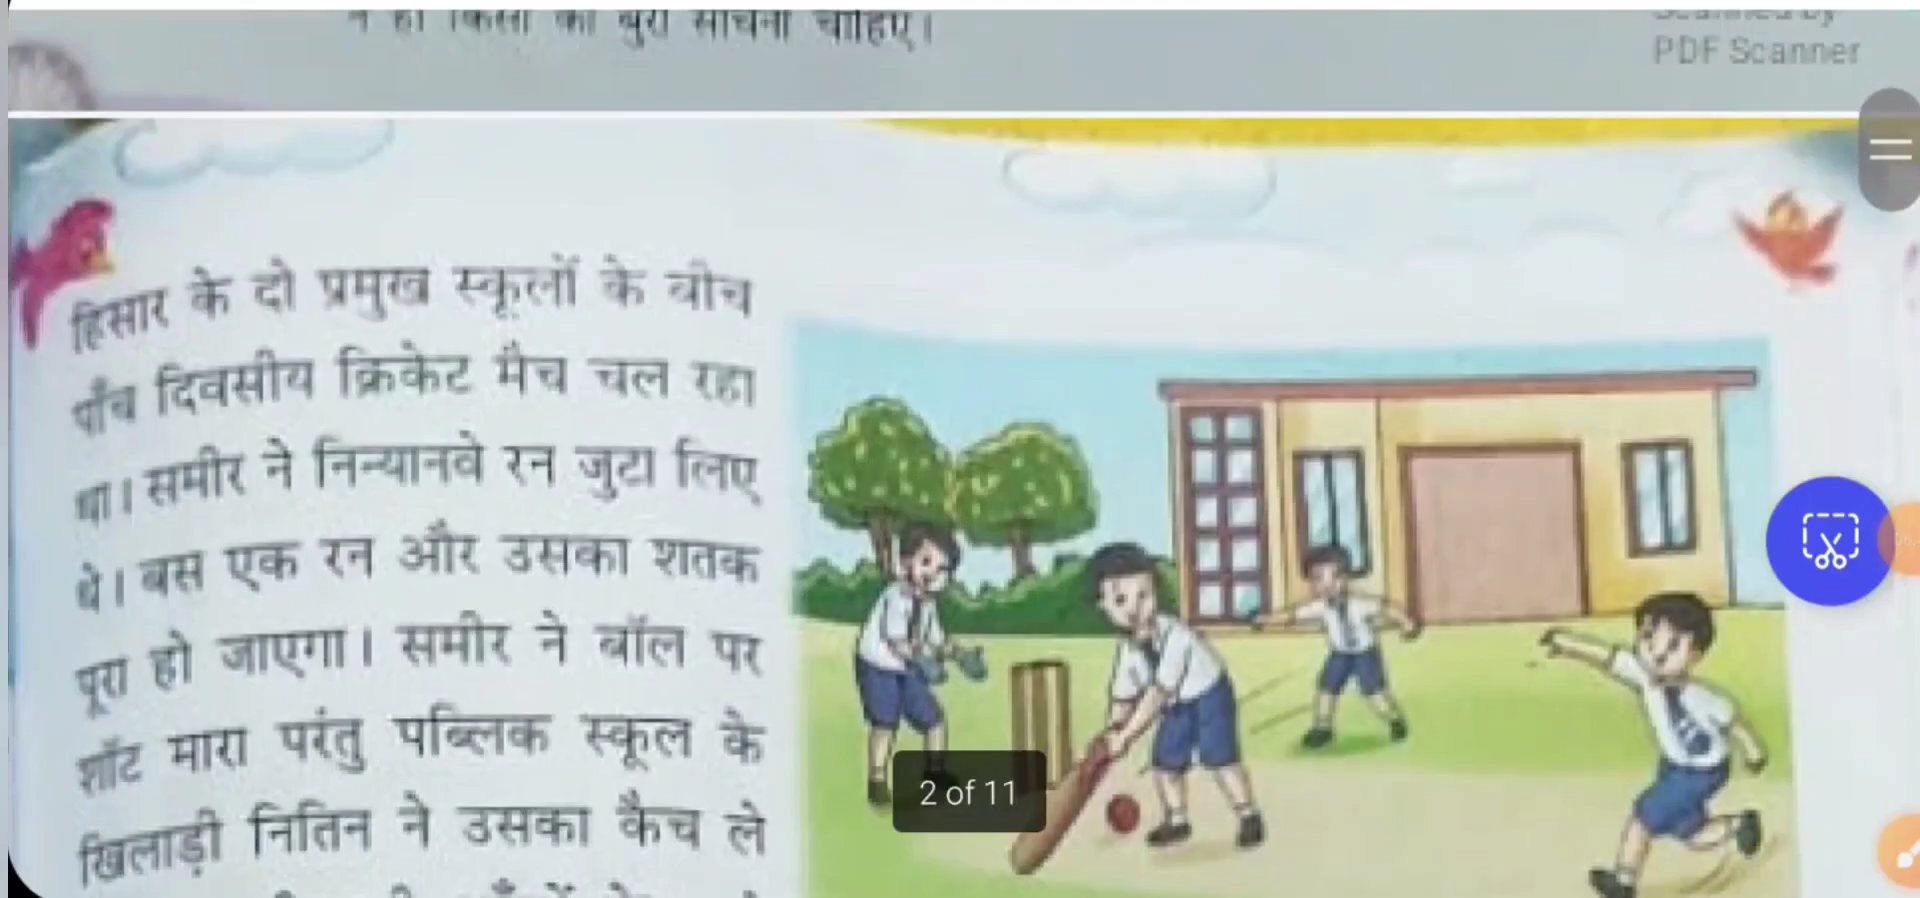 न ही किसी का बुरा सोचना चाहिए।
PDF Scanner
हिसार के दो प्रमुख स्कूलों के बीच
पाँच दिवसीय क्रिकेट मैच चल रहा
था। समीर ने निन्यानवे रन जुटा लिए
थे। बस एक रन और उसका शतक
पूरा हो जाएगा। समीर ने बॉल पर
शॉट मारा परंतु पब्लिक स्कूल के
खिलाड़ी नितिन ने उसका कैच ले
2 of 11